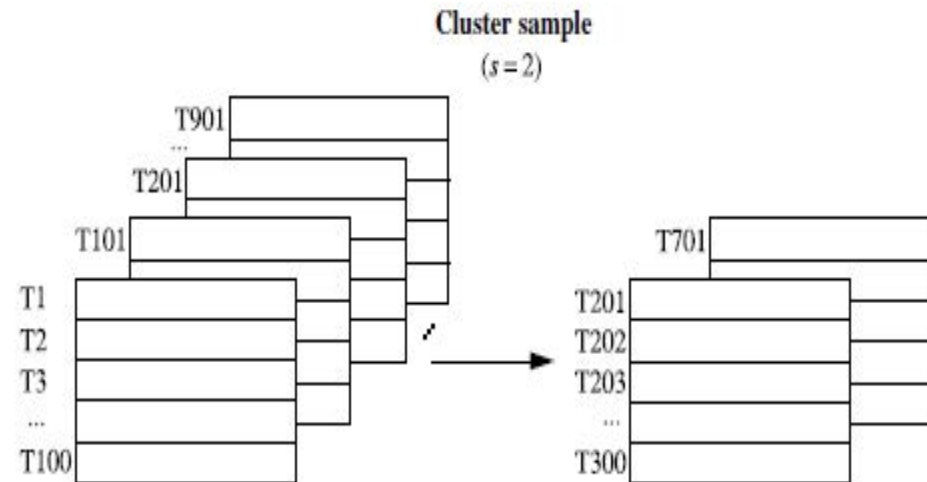 Cluster sample
(s = 2)
T901
...
T201
T101
T1
T2
T3
...
T100
T701
T201
T202
T203
...
T300